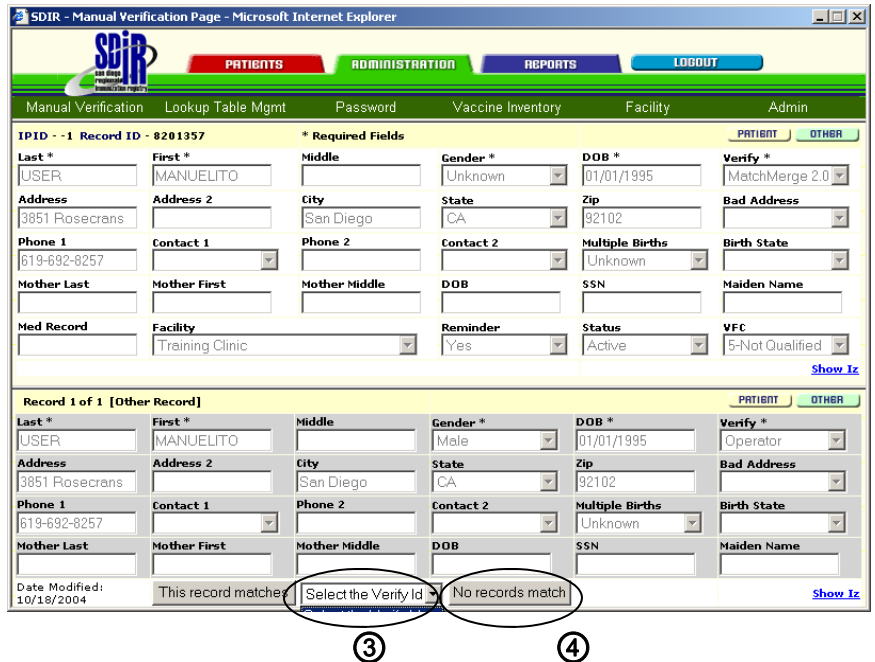 SDIR - Manual Verification Page - Microsoft Internet Explorer
SDIR
san diego
regional
immunization registry
PATIENTS ADMINISTRATION REPORTS LOGOUT
Manual Verification Lookup Table Mgmt Password Vaccine Inventory Facility Admin
IPID - -1 Record ID - 8201357 * Required Fields PATIENT OTHER
Last * First * Middle Gender * DOB * Verify *
USER MANUELITO Unknown 01/01/1995 MatchMerge 2.0
Address Address 2 City State Zip Bad Address
3851 Rosecrans San Diego CA 92102
Phone 1 Contact 1 Phone 2 Contact 2 Multiple Births Birth State
619-692-8257 Unknown
Mother Last Mother First Mother Middle DOB SSN Maiden Name
Med Record Facility Reminder Status VFC
Training Clinic Yes Active 5-Not Qualified
Show Iz
Record 1 of 1 [Other Record] PATIENT OTHER
Last * First * Middle Gender * DOB * Verify *
USER MANUELITO Male 01/01/1995 Operator
Address Address 2 City State Zip Bad Address
3851 Rosecrans San Diego CA 92102
Phone 1 Contact 1 Phone 2 Contact 2 Multiple Births Birth State
619-692-8257 Unknown
Mother Last Mother First Mother Middle DOB SSN Maiden Name
Date Modified:
10/18/2004 This record matches Select the Verify Id No records match Show Iz
③ ④